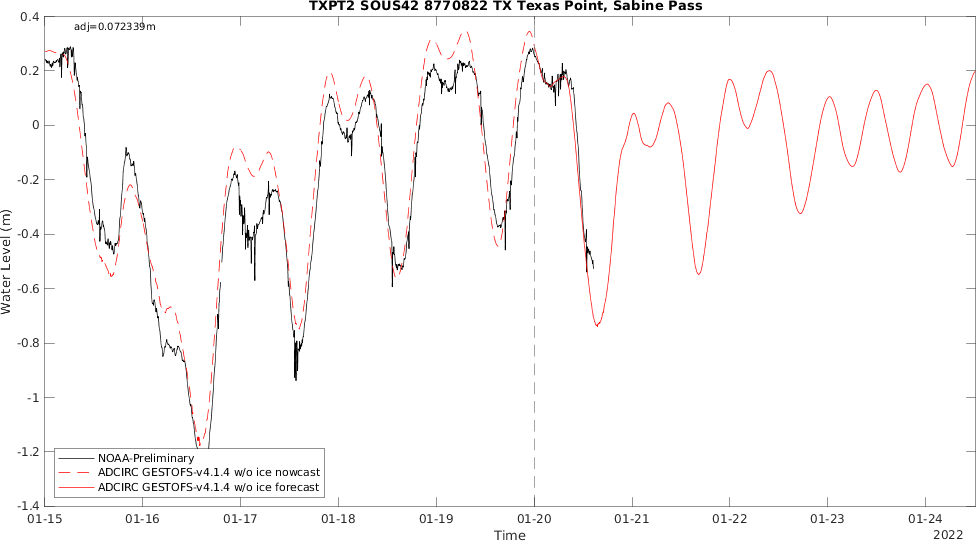 TXPT2 SOUS42 8770822 TX Texas Point, Sabine Pass
adj=0.072339m
0.4
0.2
0
-0.2
-0.4
-0.6
-0.8
-1
-1.2
-1.4
Water Level (m)
NOAA-Preliminary
ADCIRC GESTOFS-v4.1.4 w/o ice nowcast
ADCIRC GESTOFS-v4.1.4 w/o ice forecast
01-15 01-16 01-17 01-18 01-19 01-20 01-21 01-22 01-23 01-24
Time
2022